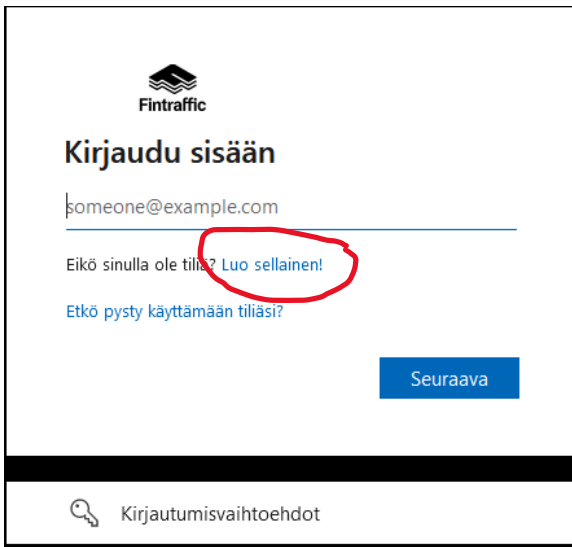 Fintraffic
Kirjaudu sisään
someone@example.com
Eikö sinulla ole tiliä? Luo sellainen!
Etkö pysty käyttämään tiliäsi?
Seuraava
Kirjautumisvaihtoehdot